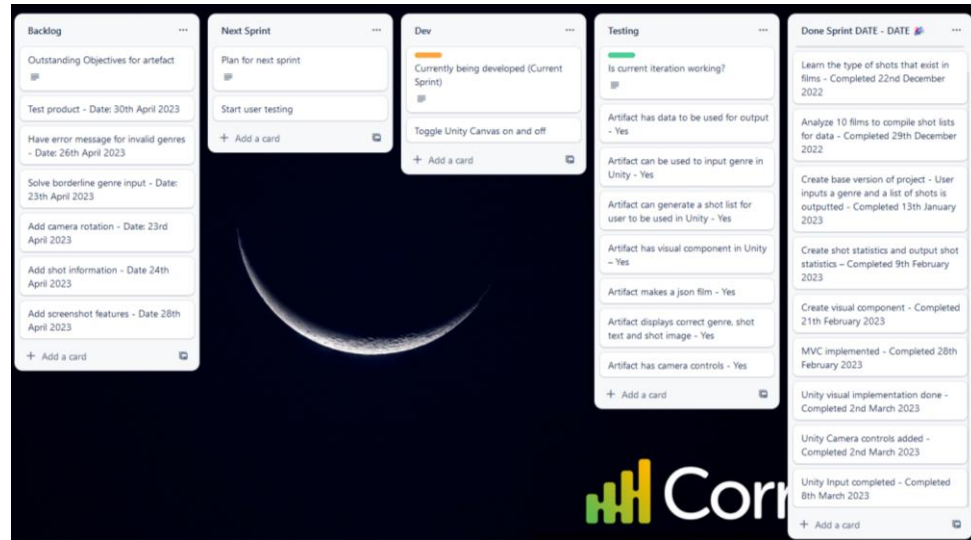 Backlog
Outstanding Objectives for artefact
Test product - Date: 30th April 2023
Have error message for invalid genres
- Date: 26th April 2023
Solve borderline genre input - Date:
23th April 2023
Add camera rotation - Date: 23rd
April 2023
Add shot information - Date 24th
April 2023
Add screenshot features - Date 28th
April 2023
+ Add a card
Next Sprint
Plan for next sprint
Start user testing
+ Add a card
Dev
Currently being developed (Current
Sprint)
Toggle Unity Canvas on and off
+ Add a card
Testing
Is current iteration working?
Artifact has data to be used for output
- Yes
Artifact can be used to input genre in
Unity - Yes
Artifact can generate a shot list for
user to be used in Unity - Yes
Artifact has visual component in Unity
– Yes
Artifact makes a json film - Yes
Artifact displays correct genre, shot
text and shot image - Yes
Artifact has camera controls - Yes
+ Add a card
Done Sprint DATE - DATE 🎉
Learn the type of shots that exist in
films - Completed 22nd December
2022
Analyze 10 films to compile shot lists
for data - Completed 29th December
2022
Create base version of project - User
inputs a genre and a list of shots is
outputted - Completed 13th January
2023
Create shot statistics and output shot
statistics – Completed 9th February
2023
Create visual component - Completed
21th February 2023
MVC implemented - Completed 28th
February 2023
Unity visual implementation done -
Completed 2nd March 2023
Unity Camera controls added -
Completed 2nd March 2023
Unity Input completed - Completed
8th March 2023
+ Add a card